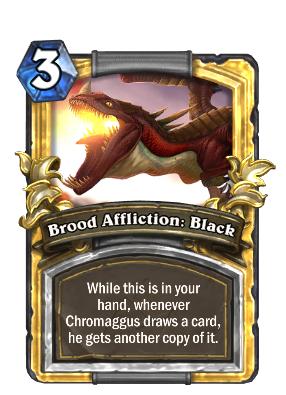 3
Brood Affliction: Black
While this is in your
hand, whenever
Chromaggus draws a card,
he gets another copy of it.